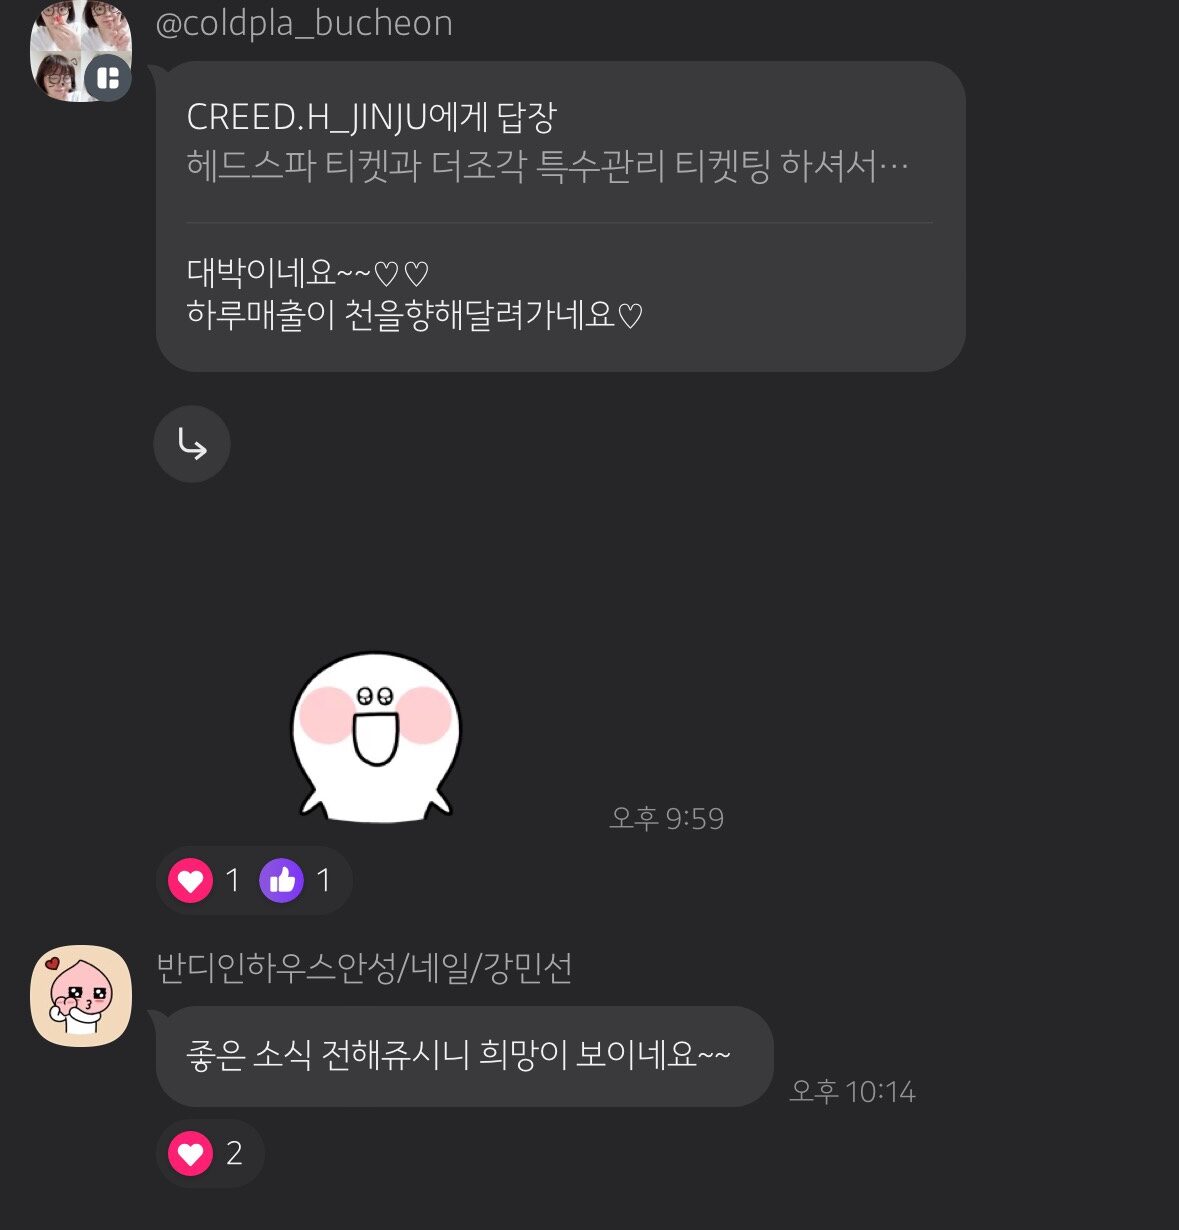 @coldpla_bucheon
CREED.H_JINJU에게 답장
헤드스파 티켓과 더조각 특수관리 티켓팅 하셔서…
대박이네요~~♡♡
하루매출이 천을향해달려가네요♡
오후 9:59
1 1
반디인하우스안성/네일/강민선
좋은 소식 전해쥬시니 희망이 보이네요~~
오후 10:14
2